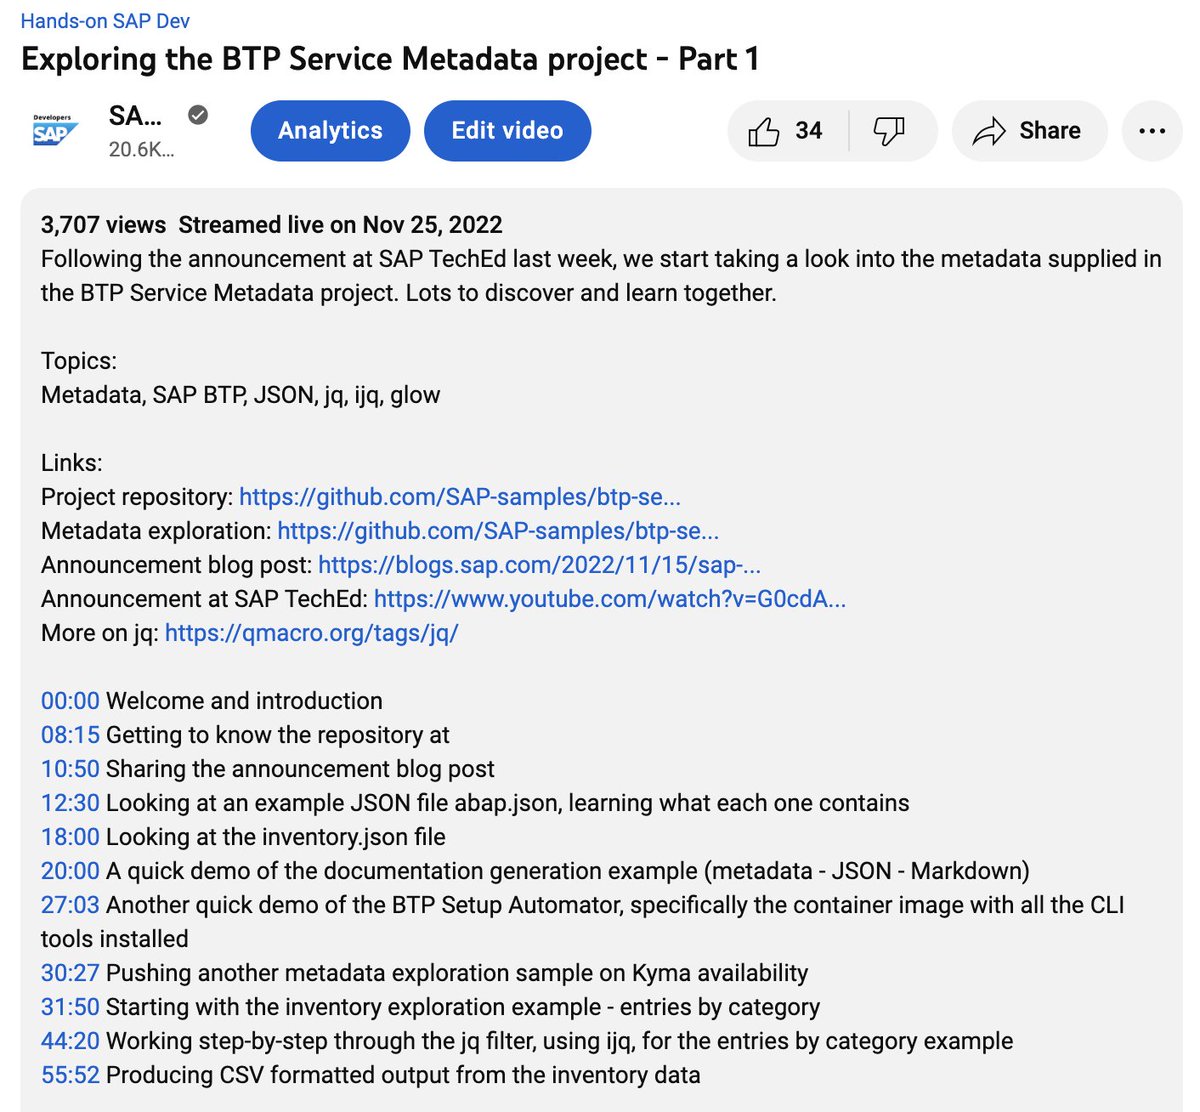 Hands-on SAP Dev
Exploring the BTP Service Metadata project - Part 1
Developers
SAP
SA...
20.6K...
Analytics
Edit video
34
Share
3,707 views Streamed live on Nov 25, 2022
Following the announcement at SAP TechEd last week, we start taking a look into the metadata supplied in
the BTP Service Metadata project. Lots to discover and learn together.
Topics:
Metadata, SAP BTP, JSON, jq, ijq, glow
Links:
Project repository: https://github.com/SAP-samples/btp-se...
Metadata exploration: https://github.com/SAP-samples/btp-se...
Announcement blog post: https://blogs.sap.com/2022/11/15/sap-...
Announcement at SAP TechEd: https://www.youtube.com/watch?v=G0cdA...
More on jq: https://qmacro.org/tags/jq/
00:00 Welcome and introduction
08:15 Getting to know the repository at
10:50 Sharing the announcement blog post
12:30 Looking at an example JSON file abap.json, learning what each one contains
18:00 Looking at the inventory.json file
20:00 A quick demo of the documentation generation example (metadata - JSON - Markdown)
27:03 Another quick demo of the BTP Setup Automator, specifically the container image with all the CLI
tools installed
30:27 Pushing another metadata exploration sample on Kyma availability
31:50 Starting with the inventory exploration example - entries by category
44:20 Working step-by-step through the jq filter, using ijq, for the entries by category example
55:52 Producing CSV formatted output from the inventory data